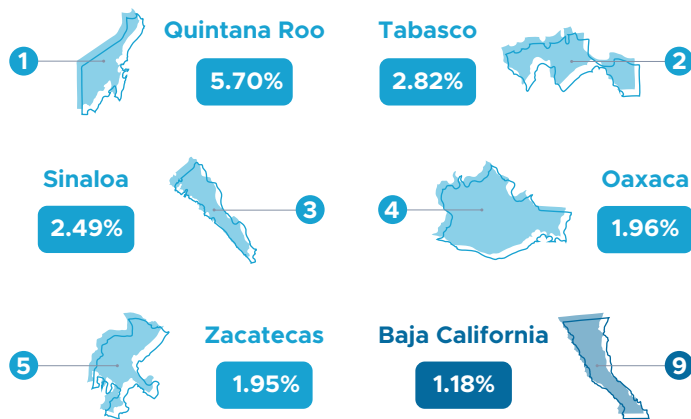 1
Quintana Roo
5.70%
Tabasco
2.82%
2
Sinaloa
2.49%
3
4
Oaxaca
1.96%
5
Zacatecas
1.95%
Baja California
1.18%
9